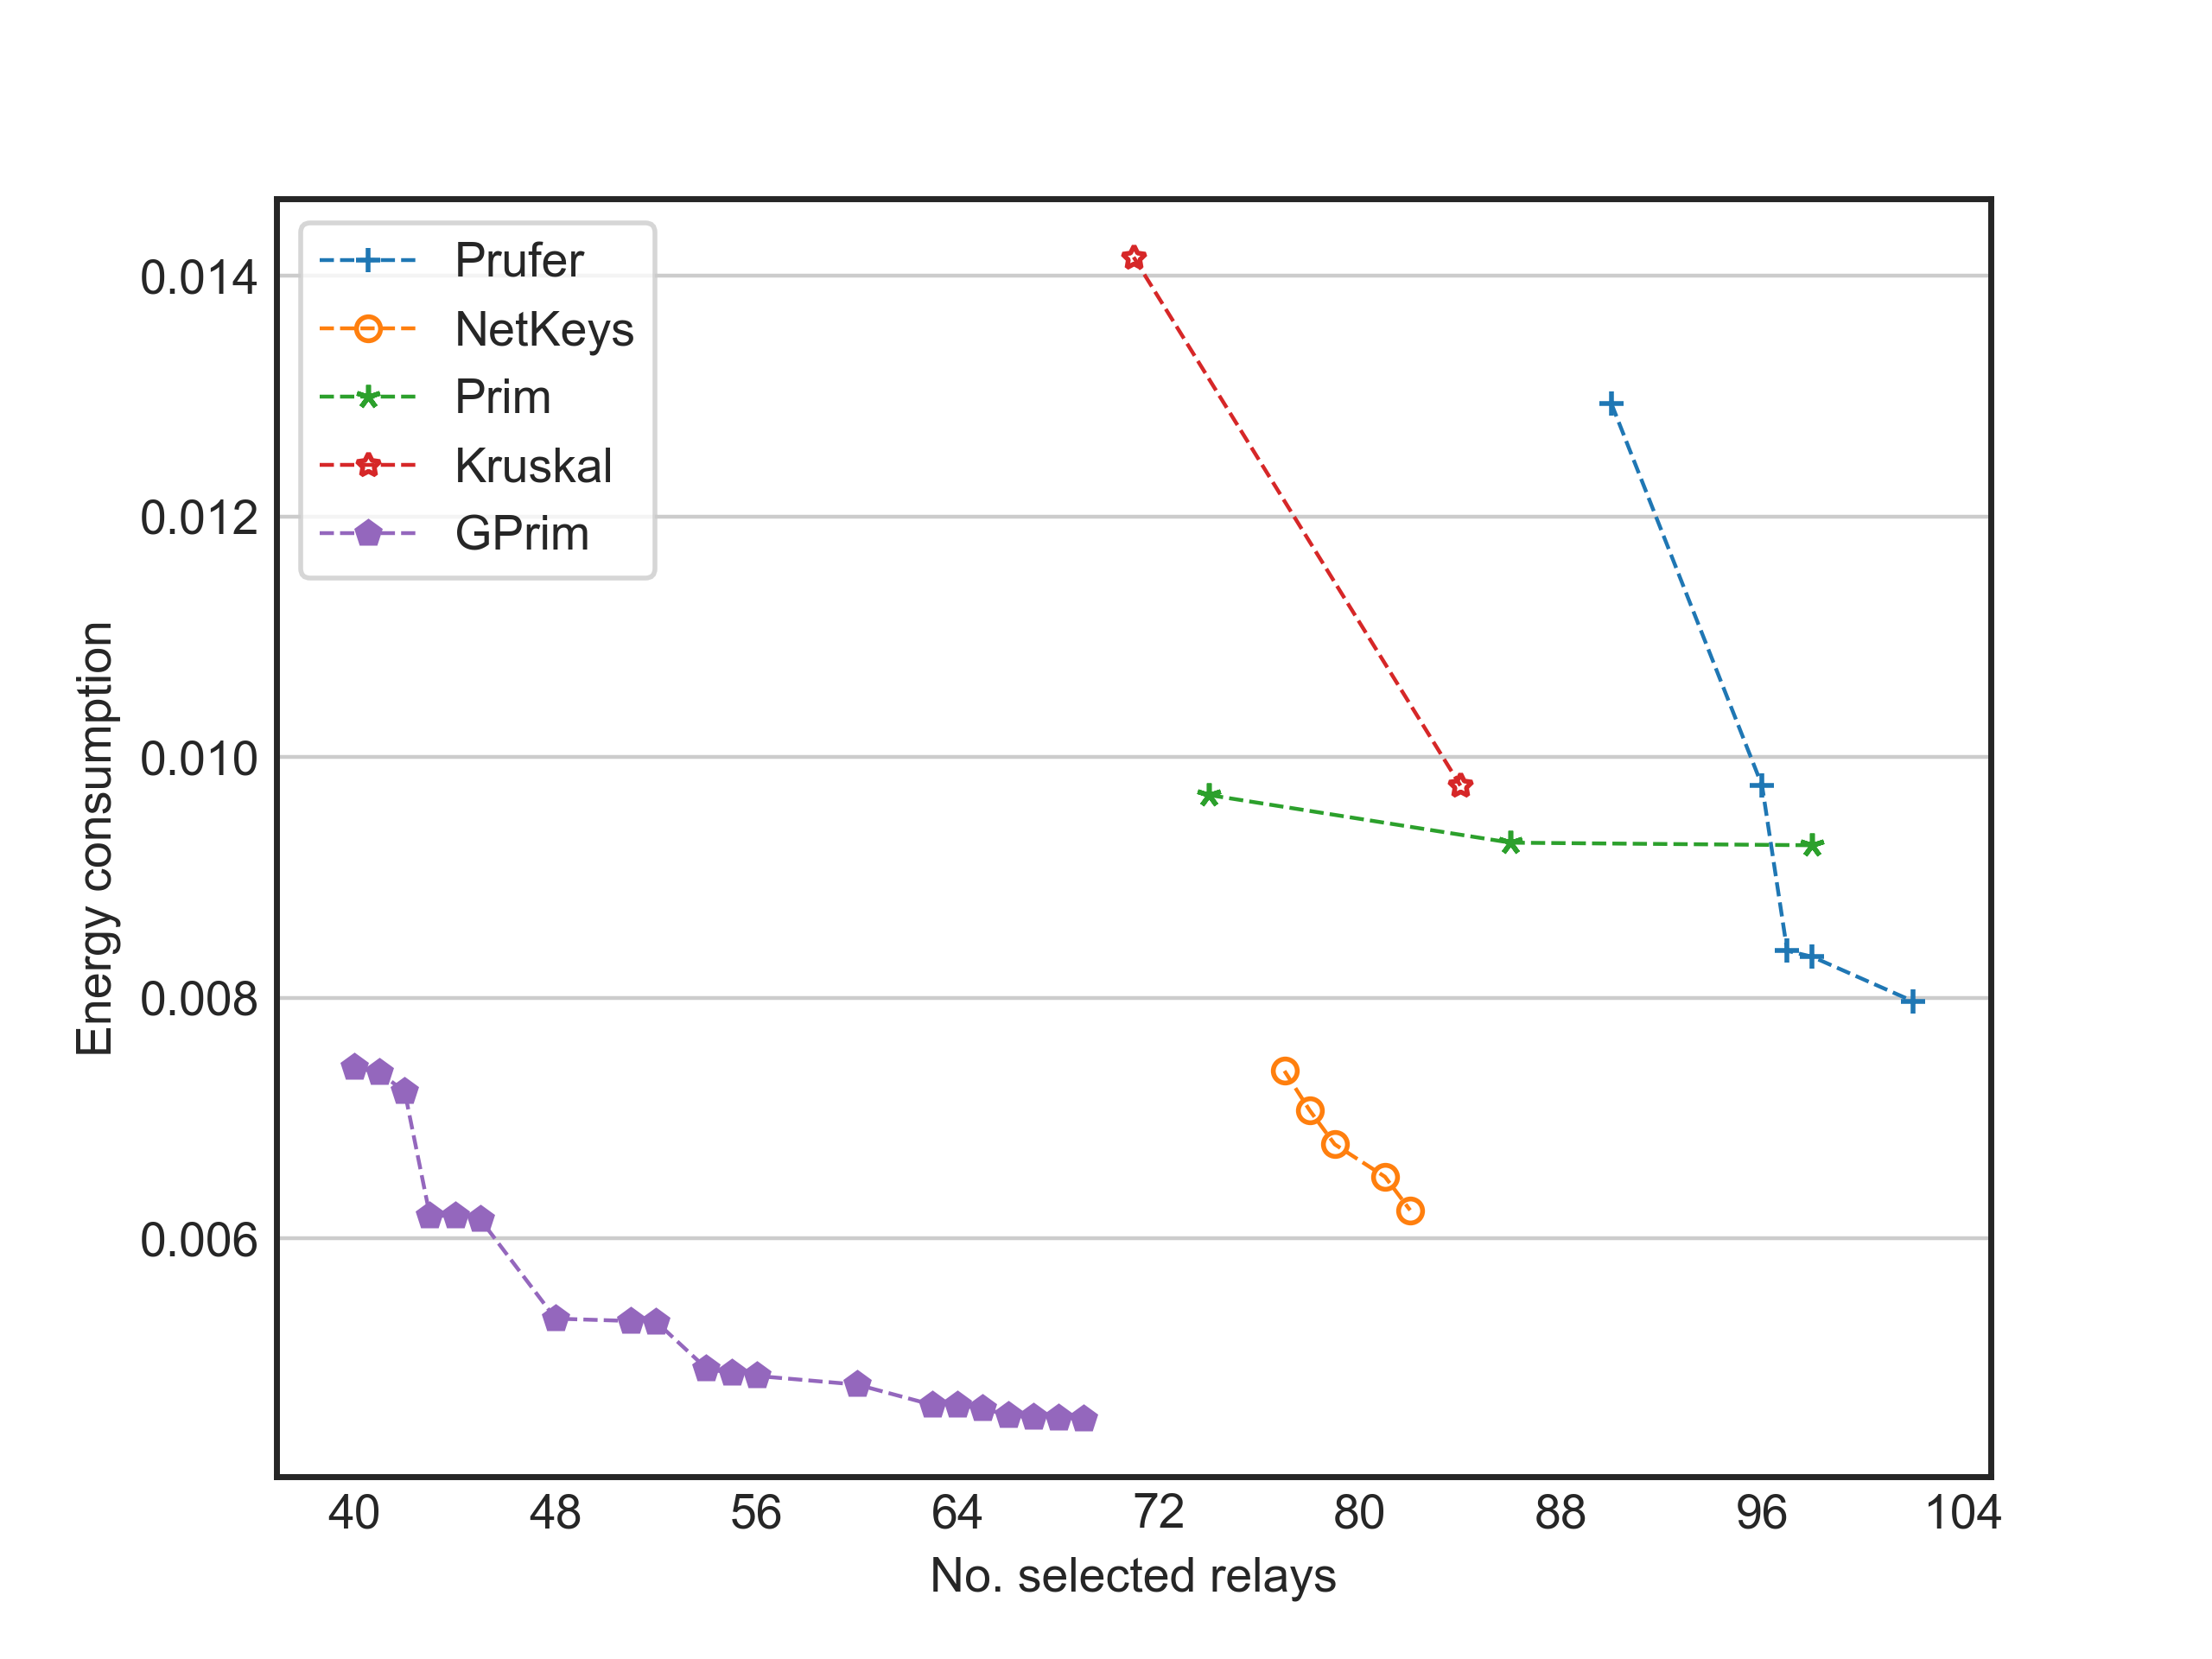 Prufer
NetKeys
Prim
Kruskal
GPrim
0.014
0.012
0.010
0.008
0.006
Energy consumption
40 48 56 64 72 80 88 96 104
No. selected relays